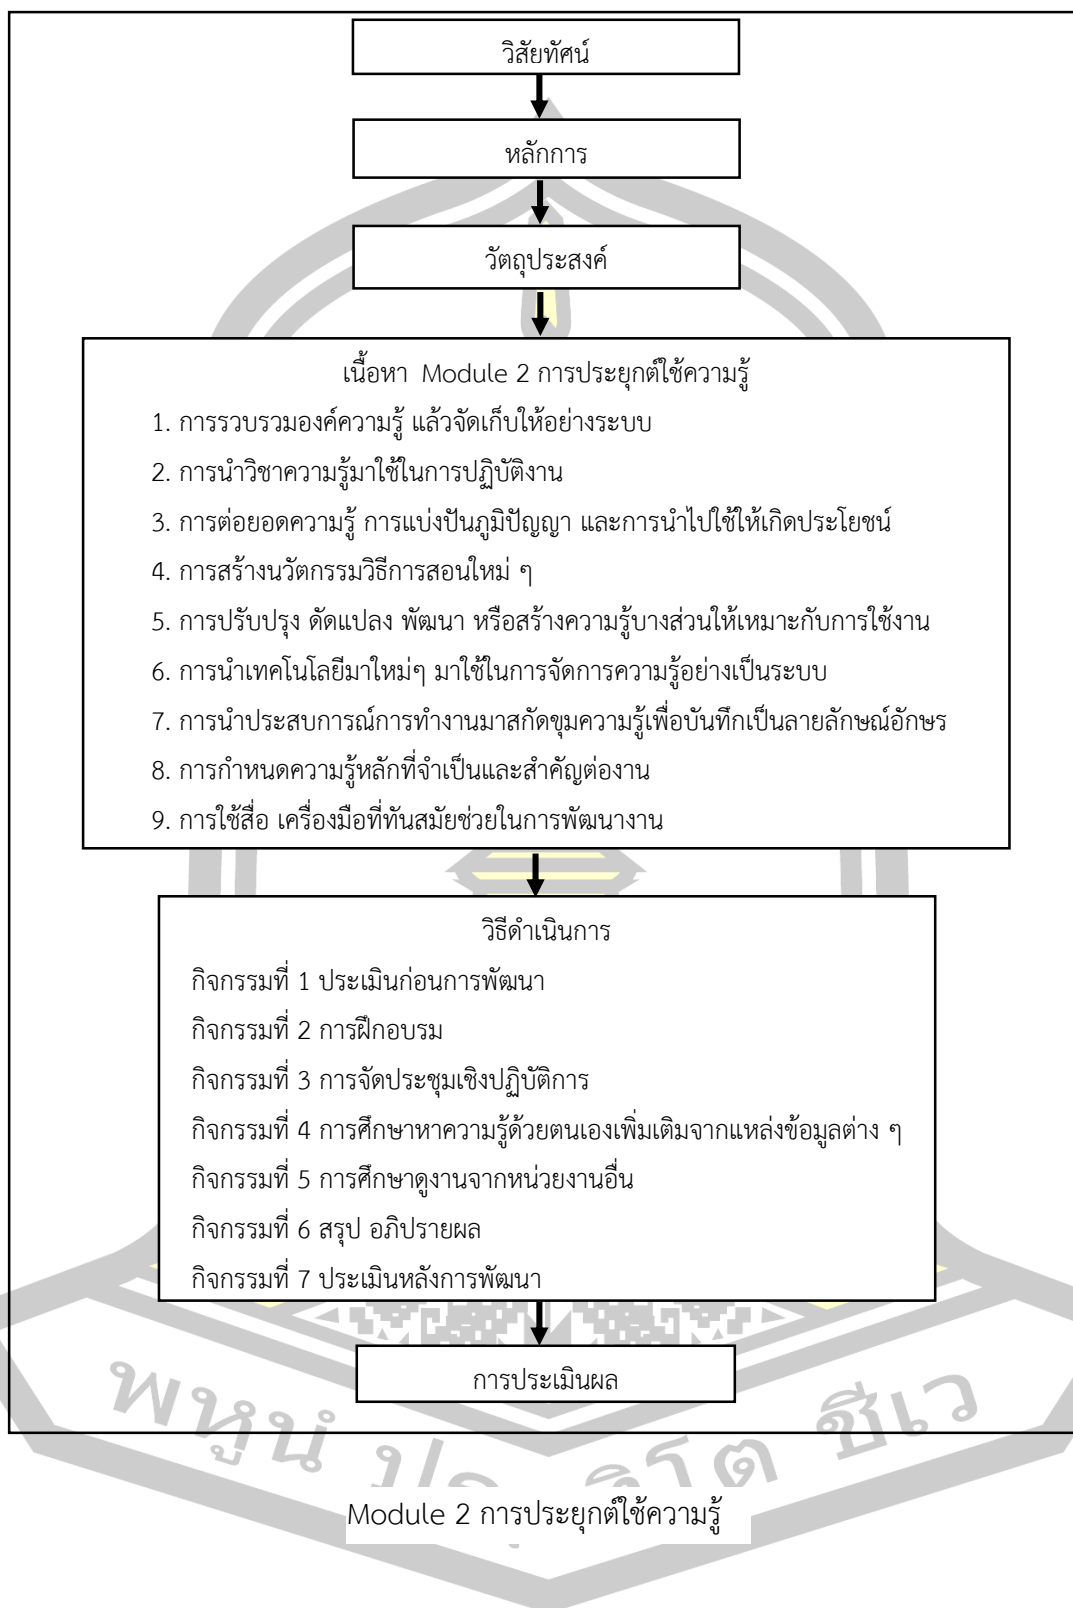 วิสัยทัศน์
หลักการ
วัตถุประสงค์
เนื้อหา Module 2 การประยุกต์ใช้ความรู้
1. การรวบรวมองค์ความรู้ แล้วจัดเก็บให้อย่างระบบ
2. การนำวิชาความรู้มาใช้ในการปฏิบัติงาน
3. การต่อยอดความรู้ การแบ่งปันภูมิปัญญา และการนำไปใช้ให้เกิดประโยชน์
4. การสร้างนวัตกรรมวิธีการสอนใหม่ ๆ
5. การปรับปรุง ดัดแปลง พัฒนา หรือสร้างความรู้บางส่วนให้เหมาะกับการใช้งาน
6. การนำเทคโนโลยีมาใหม่ๆ มาใช้ในการจัดการความรู้อย่างเป็นระบบ
7. การนำประสบการณ์การทำงานมาสกัดขุมความรู้เพื่อบันทึกเป็นลายลักษณ์อักษร
8. การกำหนดความรู้หลักที่จำเป็นและสำคัญต่องาน
9. การใช้สื่อ เครื่องมือที่ทันสมัยช่วยในการพัฒนางาน
วิธีดำเนินการ
กิจกรรมที่ 1 ประเมินก่อนการพัฒนา
กิจกรรมที่ 2 การฝึกอบรม
กิจกรรมที่ 3 การจัดประชุมเชิงปฏิบัติการ
กิจกรรมที่ 4 การศึกษาหาความรู้ด้วยตนเองเพิ่มเติมจากแหล่งข้อมูลต่าง ๆ
กิจกรรมที่ 5 การศึกษาดูงานจากหน่วยงานอื่น
กิจกรรมที่ 6 สรุป อภิปรายผล
กิจกรรมที่ 7 ประเมินหลังการพัฒนา
การประเมินผล
พหูนํ ชีเว
Module 2 การประยุกต์ใช้ความรู้